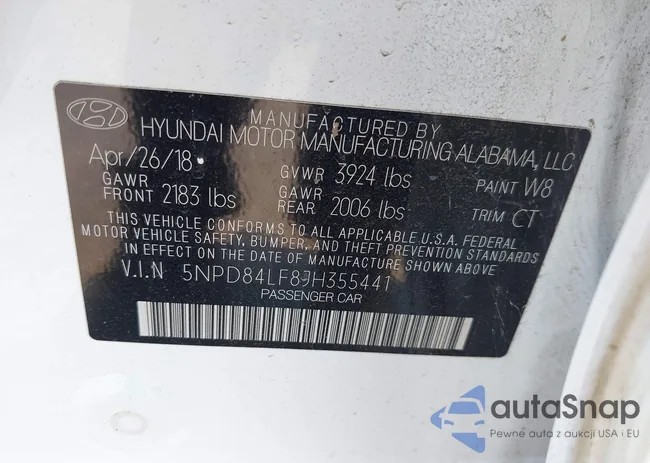 MANUFACTURED BY
HYUNDAI MOTOR MANUFACTURING ALABAMA, LLC
Apr/26/18 GVWR 3924 lbs PAINT W8
GAWR FRONT 2183 lbs GAWR REAR 2006 lbs TRIM CT
THIS VEHICLE CONFORMS TO ALL APPLICABLE U.S.A. FEDERAL
MOTOR VEHICLE SAFETY, BUMPER, AND THEFT PREVENTION STANDARDS
IN EFFECT ON THE DATE OF MANUFACTURE SHOWN ABOVE.
V.I.N 5NPD84LF8JH355441
PASSENGER CAR
autaSnap
Pewne auta z aukcji USA i EU